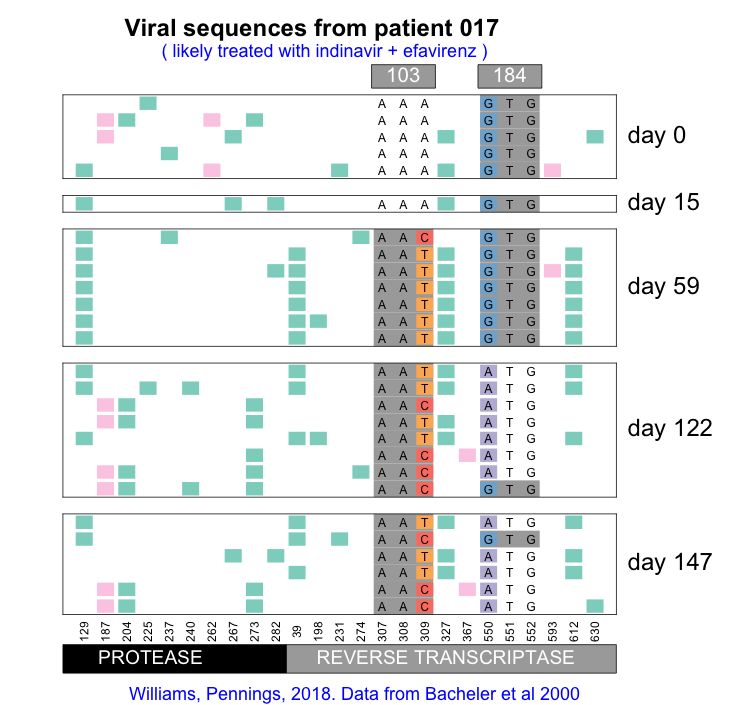 Viral sequences from patient 017
( likely treated with indinavir + efavirenz )
103 184
A A A G T G
A A A G T G
A A A G T G
A A A G T G
A A A G T G
day 0
A A A G T G
day 15
A A C G T G
A A T G T G
A A T G T G
A A T G T G
A A T G T G
A A T G T G
A A T G T G
day 59
A A T A T G
A A T A T G
A A C A T G
A A T A T G
A A T A T G
A A C A T G
A A C A T G
A A C G T G
day 122
A A T A T G
A A C G T G
A A T A T G
A A T A T G
A A C A T G
A A C A T G
day 147
129 187 204 225 237 240 262 267 273 282 39 198 231 274 307 308 309 327 367 550 551 552 593 612 630
PROTEASE REVERSE TRANSCRIPTASE
Williams, Pennings, 2018. Data from Bacheler et al 2000